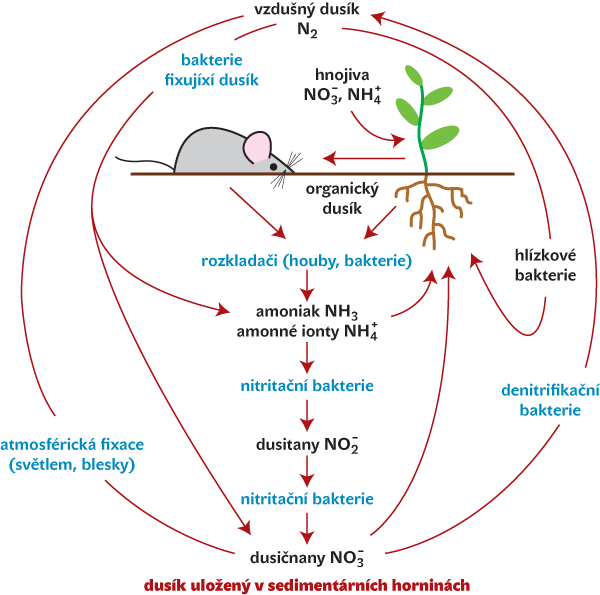 vzdušný dusík
N₂
bakterie
fixujíxí dusík
hnojiva
NO₃⁻, NH₄⁺
organický
dusík
rozkladači (houby, bakterie)
hlízkové
bakterie
amoniak NH₃
amonné ionty NH₄⁺
nitritační bakterie
denitrifikační
bakterie
atmosférická fixace
(světlem, blesky)
dusitany NO₂⁻
nitritační bakterie
dusičnany NO₃⁻
dusík uložený v sedimentárních horninách